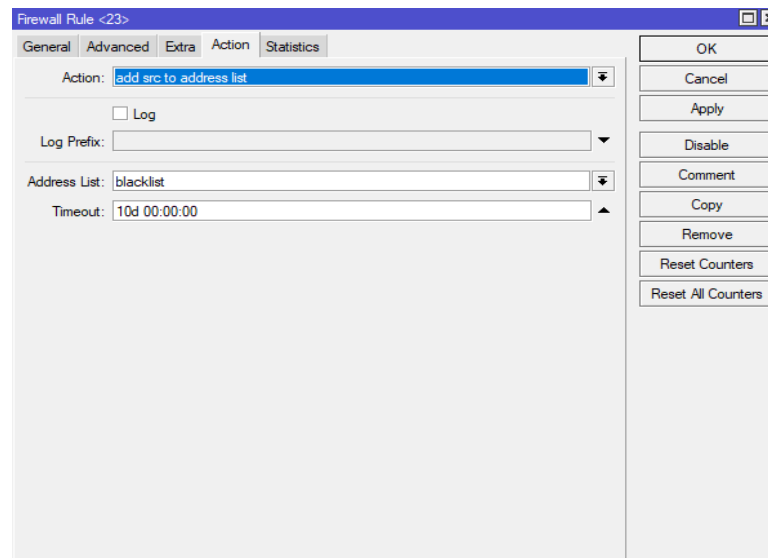 Firewall Rule <23>
General Advanced Extra Action Statistics
OK
Action: add src to address list
Cancel
Log
Apply
Log Prefix:
Disable
Address List: blacklist
Comment
Timeout: 10d 00:00:00
Copy
Remove
Reset Counters
Reset All Counters